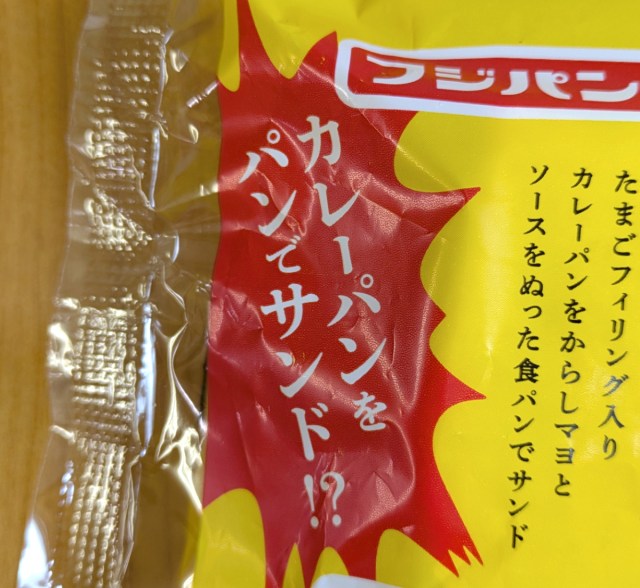 フジパン
たまごフィリング入り
カレーパンをからしマヨと
ソースをぬった食パンでサンド
カレーパンを
パンでサンド!?